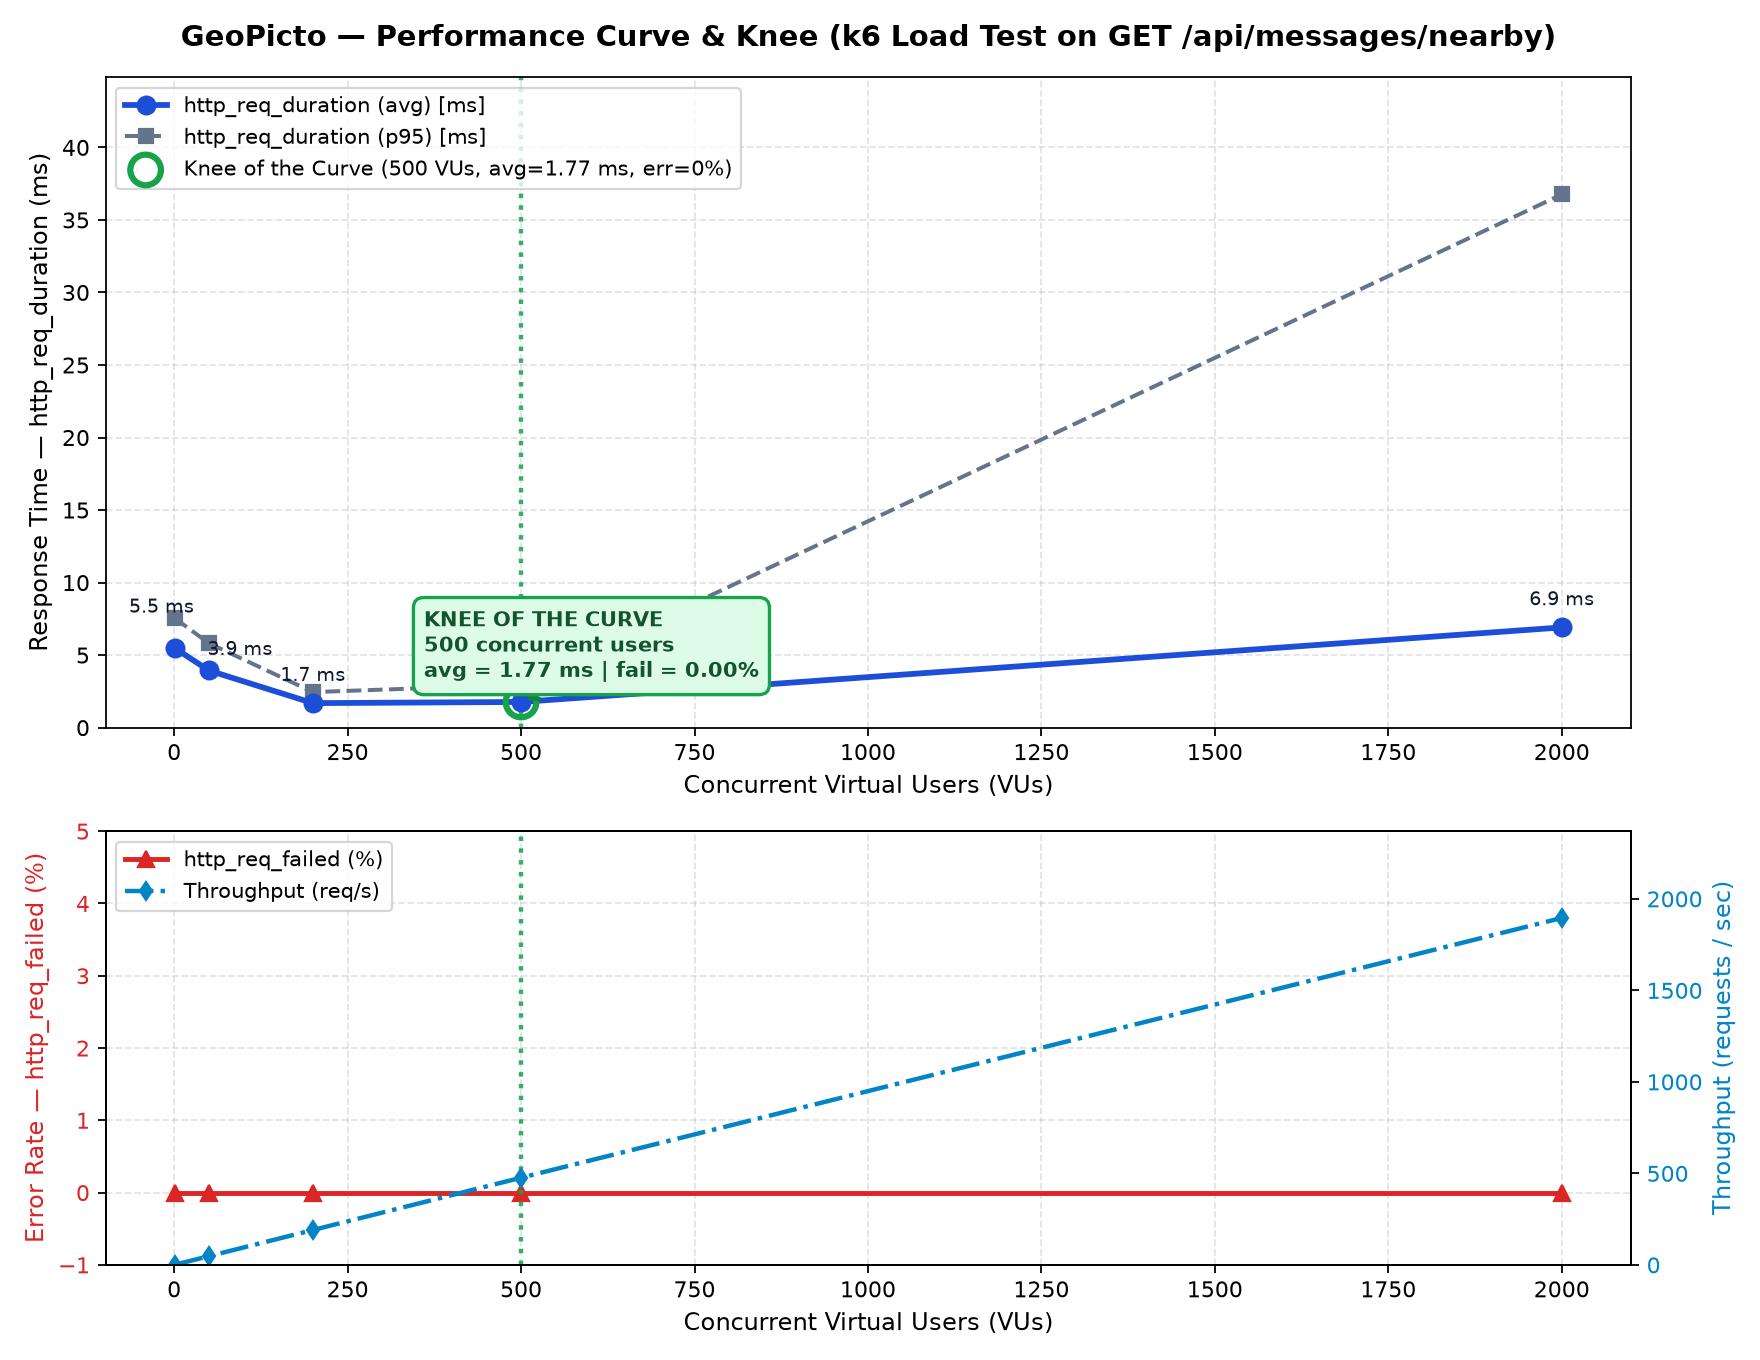 GeoPicto — Performance Curve & Knee (k6 Load Test on GET /api/messages/nearby)
http_req_duration (avg) [ms]
http_req_duration (p95) [ms]
Knee of the Curve (500 VUs, avg=1.77 ms, err=0%)
Response Time — http_req_duration (ms)
40
35
30
25
20
15
10
5
0
5.5 ms
3.9 ms
1.7 ms
6.9 ms
KNEE OF THE CURVE
500 concurrent users
avg = 1.77 ms | fail = 0.00%
0 250 500 750 1000 1250 1500 1750 2000
Concurrent Virtual Users (VUs)
http_req_failed (%)
Throughput (req/s)
Error Rate — http_req_failed (%)
5
4
3
2
1
0
−1
2000
1500
1000
500
0
Throughput (requests / sec)
0 250 500 750 1000 1250 1500 1750 2000
Concurrent Virtual Users (VUs)